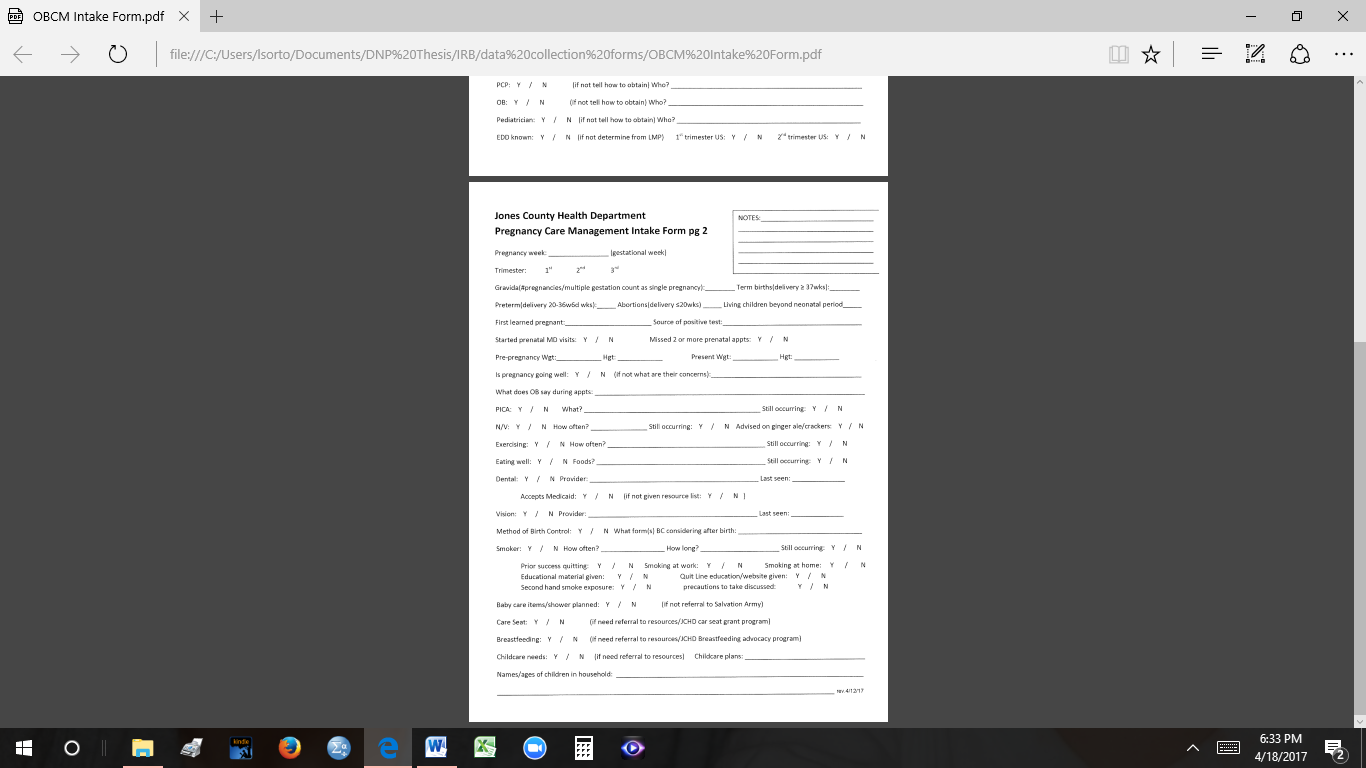 OBCM Intake Form.pdf
file:///C:/Users/lsorto/Documents/DNP%20Thesis/IRB/data%20collection%20forms/OBCM%20Intake%20Form.pdf
PCP: Y / N (if not tell how to obtain) Who?
OB: Y / N (if not tell how to obtain) Who?
Pediatrician: Y / N (if not tell how to obtain) Who?
EDD known: Y / N (if not determine from LMP) 1st trimester US: Y / N 2nd trimester US: Y / N
Jones County Health Department
Pregnancy Care Management Intake Form pg 2
NOTES:
Pregnancy week: (gestational week)
Trimester: 1st 2nd 3rd
Gravida(#pregnancies/multiple gestation count as single pregnancy): Term births(delivery ≥ 37wks):
Preterm(delivery 20-36w6d wks): Abortions(delivery ≤20wks) Living children beyond neonatal period
First learned pregnant: Source of positive test:
Started prenatal MD visits: Y / N Missed 2 or more prenatal appts: Y / N
Pre-pregnancy Wgt: Hgt: Present Wgt: Hgt:
Is pregnancy going well: Y / N (if not what are their concerns):
What does OB say during appts:
PICA: Y / N What? Still occurring: Y / N
N/V: Y / N How often? Still occurring: Y / N Advised on ginger ale/crackers: Y / N
Exercising: Y / N How often? Still occurring: Y / N
Eating well: Y / N Foods? Still occurring: Y / N
Dental: Y / N Provider: Last seen:
Accepts Medicaid: Y / N (if not given resource list: Y / N )
Vision: Y / N Provider: Last seen:
Method of Birth Control: Y / N What form(s) BC considering after birth:
Smoker: Y / N How often? How long? Still occurring: Y / N
Prior success quitting: Y / N Smoking at work: Y / N Smoking at home: Y / N
Educational material given: Y / N Quit Line education/website given: Y / N
Second hand smoke exposure: Y / N precautions to take discussed: Y / N
Baby care items/shower planned: Y / N (if not referral to Salvation Army)
Care Seat: Y / N (if need referral to resources/JCHD car seat grant program)
Breastfeeding: Y / N (if need referral to resources/JCHD Breastfeeding advocacy program)
Childcare needs: Y / N (if need referral to resources) Childcare plans:
Names/ages of children in household:
rev.4/12/17
6:33 PM
4/18/2017
2